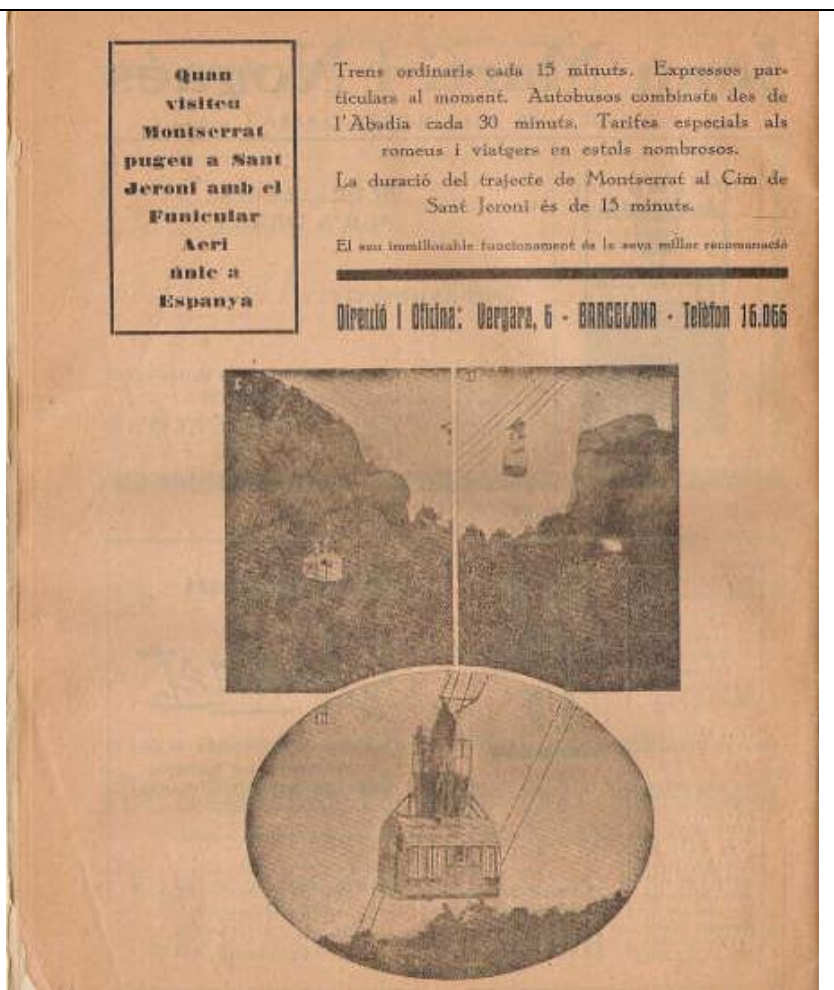 Quan
visiteu
Montserrat
pugeu a Sant
Jeroni amb el
Funicular
Aeri
únic a
Espanya
Trens ordinaris cada 15 minuts. Expressos par-
ticulars al moment. Autobusos combinats des de
l'Abadia cada 30 minuts. Tarifes especials als
romeus i viatgers en estols nombrosos.
La duració del trajecte de Montserrat al Cim de
Sant Jeroni és de 15 minuts.
El seu immillorable funcionament és la seva millor recomanació
Direcció i Oficina: Vergara, 6 - BARCELONA - Telèfon 16.066